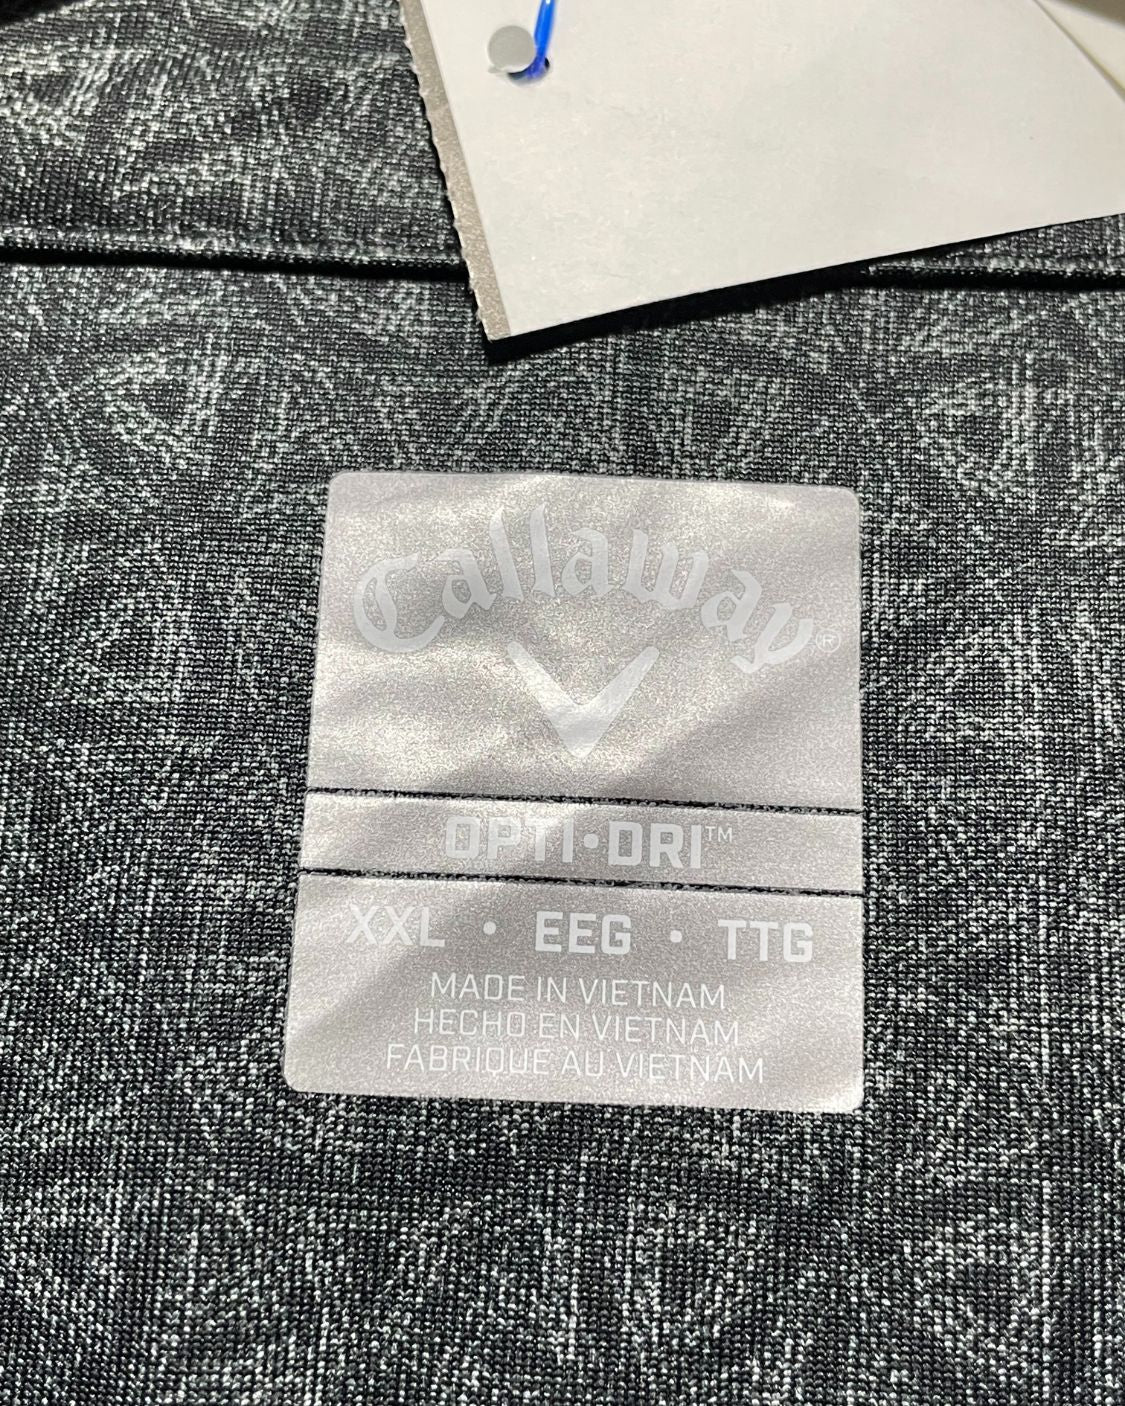 Callaway®
OPTI•DRI™
XXL • EEG • TTG
MADE IN VIETNAM
HECHO EN VIETNAM
FABRIQUE AU VIETNAM